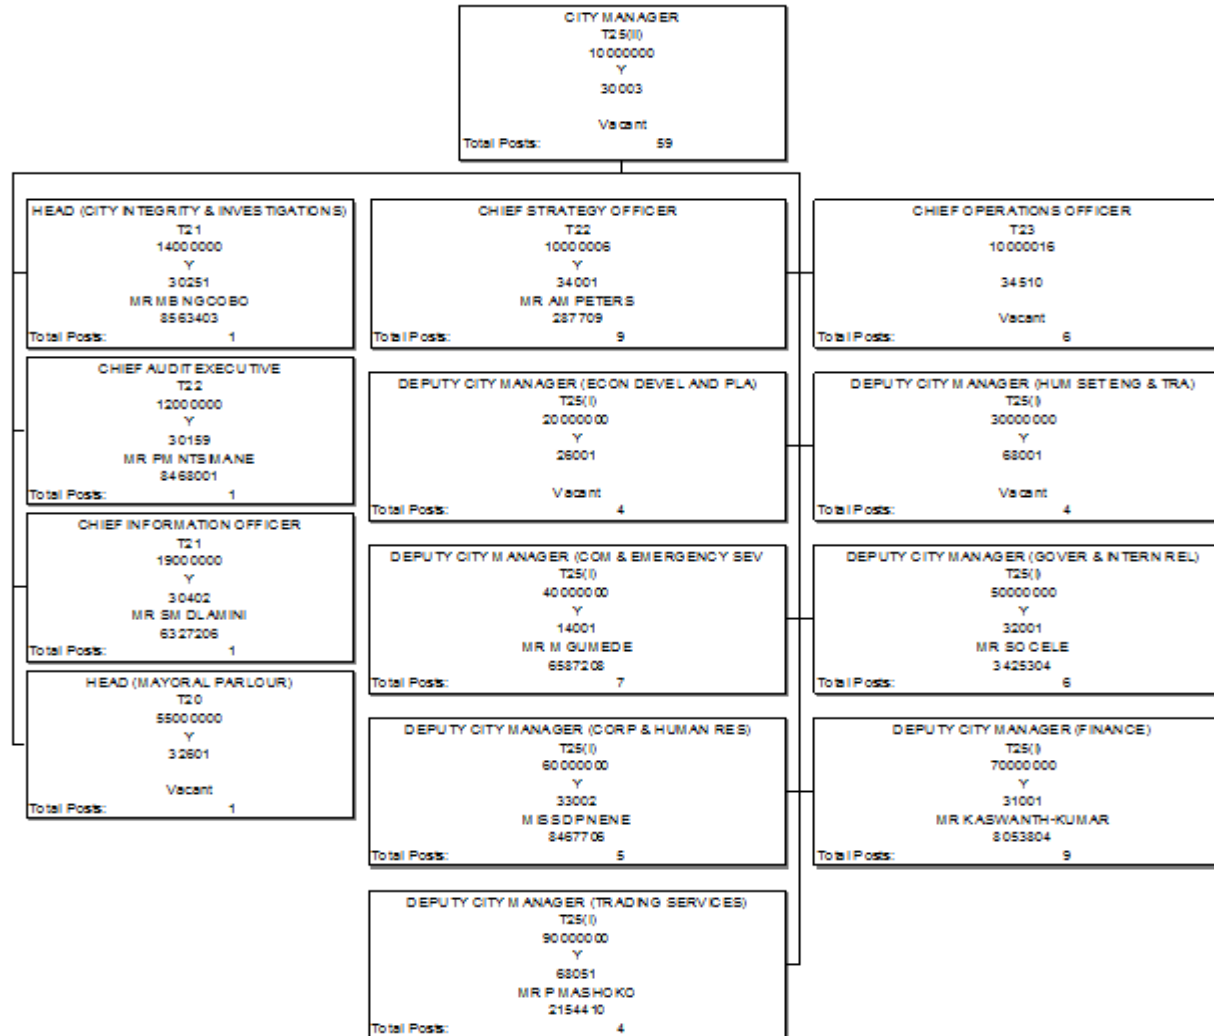 CITY MANAGER
T25(II)
10000000
Y
30003
Vacant
Total Posts: 59
HEAD (CITY INTEGRITY & INVESTIGATIONS)
T21
14000000
Y
30251
MR MB NGCOBO
8563403
Total Posts: 1
CHIEF STRATEGY OFFICER
T22
10000006
Y
34001
MR AM PETERS
287709
Total Posts: 9
CHIEF OPERATIONS OFFICER
T23
10000016
34510
Vacant
Total Posts: 6
CHIEF AUDIT EXECUTIVE
T22
12000000
Y
30159
MR PM NTSIMANE
8468001
Total Posts: 1
DEPUTY CITY MANAGER (ECON DEVEL AND PLA)
T25(I)
20000000
Y
26001
Vacant
Total Posts: 4
DEPUTY CITY MANAGER (HUM SET ENG & TRA)
T25(I)
30000000
Y
68001
Vacant
Total Posts: 4
CHIEF INFORMATION OFFICER
T21
19000000
Y
30402
MR SM DLAMINI
6327206
Total Posts: 1
DEPUTY CITY MANAGER (COM & EMERGENCY SEV
T25(I)
40000000
Y
14001
MR M GUMEDE
6587208
Total Posts: 7
DEPUTY CITY MANAGER (GOVER & INTERN REL)
T25(I)
50000000
Y
32001
MR SO CELE
3425304
Total Posts: 6
HEAD (MAYORAL PARLOUR)
T20
55000000
Y
32601
Vacant
Total Posts: 1
DEPUTY CITY MANAGER (CORP & HUMAN RES)
T25(I)
60000000
Y
33002
MISS DP NENE
8467706
Total Posts: 5
DEPUTY CITY MANAGER (FINANCE)
T25(I)
70000000
Y
31001
MR KASWANTH-KUMAR
8053804
Total Posts: 9
DEPUTY CITY MANAGER (TRADING SERVICES)
T25(I)
90000000
Y
68051
MR P MASHOKO
2154410
Total Posts: 4